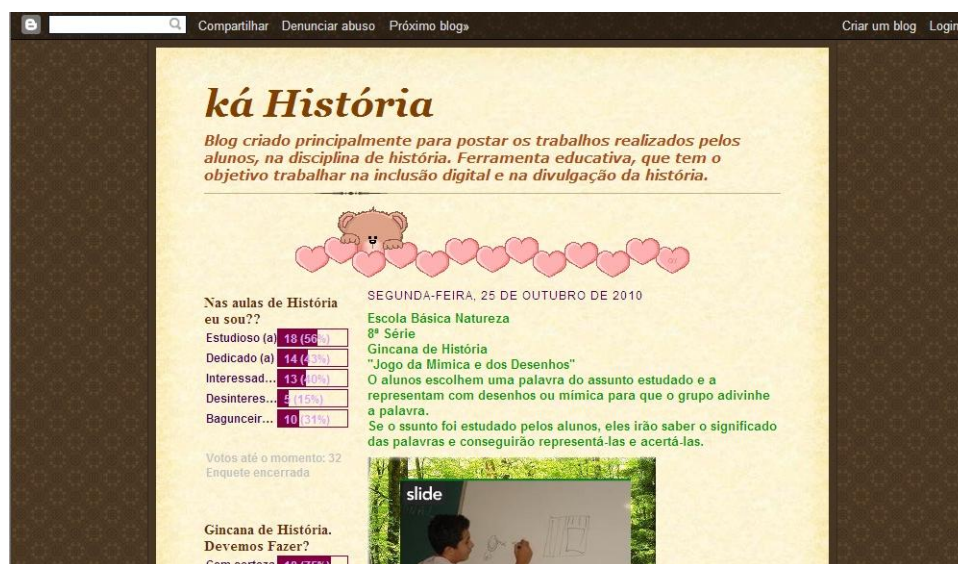 Compartilhar Denunciar abuso Próximo blog»
Criar um blog Login
ká História
Blog criado principalmente para postar os trabalhos realizados pelos
alunos, na disciplina de história. Ferramenta educativa, que tem o
objetivo trabalhar na inclusão digital e na divulgação da história.
Nas aulas de História
eu sou??
Estudioso (a) 18 (56%)
Dedicado (a) 14 (43%)
Interessad... 13 (40%)
Desinteres... 5 (15%)
Bagunceir... 10 (31%)
Votos até o momento: 32
Enquete encerrada
Gincana de História.
Devemos Fazer?
Com certeza 18 (75%)
SEGUNDA-FEIRA, 25 DE OUTUBRO DE 2010
Escola Básica Natureza
8ª Série
Gincana de História
"Jogo da Mimica e dos Desenhos"
O alunos escolhem uma palavra do assunto estudado e a
representam com desenhos ou mímica para que o grupo adivinhe
a palavra.
Se o ssunto foi estudado pelos alunos, eles irão saber o significado
das palavras e conseguirão representá-las e acertá-las.
slide